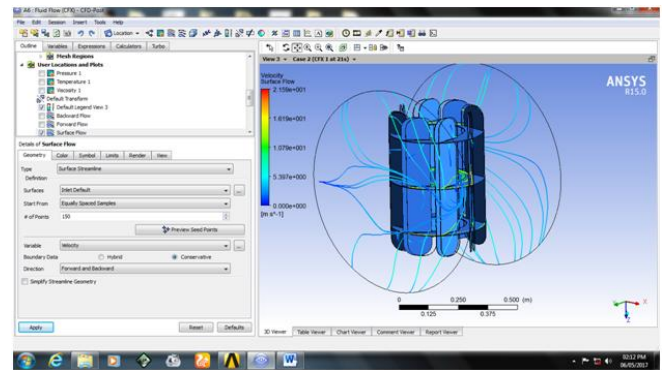 A6 : Fluid Flow (CFX) - CFD-Post
File Edit Session Insert Tools Help
Location
Outline Variables Expressions Calculators Turbo
Mesh Regions
User Locations and Plots
Pressure 1
Temperature 1
Viscosity 1
Default Transform
Default Legend View 3
Backward Flow
Forward Flow
Surface Flow
Details of Surface Flow
Geometry Color Symbol Limits Render View
Type Surface Streamline
Definition
Surfaces Inlet Default
Start From Equally Spaced Samples
# of Points 150
Preview Seed Points
Variable Velocity
Boundary Data Hybrid Conservative
Direction Forward and Backward
Simplify Streamline Geometry
Apply Reset Defaults
View 3 Case 2 (CFX 1 at 21s)
Velocity
Surface Flow
2.159e+001
1.619e+001
1.079e+001
5.397e+000
0.000e+000
[m s^-1]
ANSYS
R15.0
0 0.250 0.500 (m)
0.125 0.375
X
Z
3D Viewer Table Viewer Chart Viewer Comment Viewer Report Viewer
02:12 PM
06/05/2017